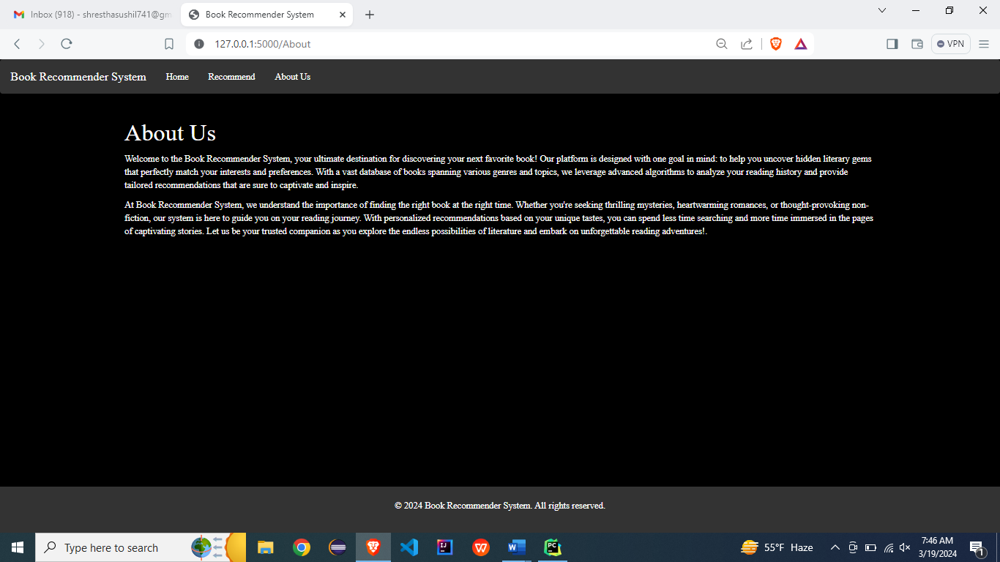 Inbox (918) - shresthasushil741@gm
Book Recommender System
127.0.0.1:5000/About
VPN
Book Recommender System Home Recommend About Us
About Us
Welcome to the Book Recommender System, your ultimate destination for discovering your next favorite book! Our platform is designed with one goal in mind: to help you uncover hidden literary gems
that perfectly match your interests and preferences. With a vast database of books spanning various genres and topics, we leverage advanced algorithms to analyze your reading history and provide
tailored recommendations that are sure to captivate and inspire.
At Book Recommender System, we understand the importance of finding the right book at the right time. Whether you're seeking thrilling mysteries, heartwarming romances, or thought-provoking non-
fiction, our system is here to guide you on your reading journey. With personalized recommendations based on your unique tastes, you can spend less time searching and more time immersed in the pages
of captivating stories. Let us be your trusted companion as you explore the endless possibilities of literature and embark on unforgettable reading adventures!.
© 2024 Book Recommender System. All rights reserved.
Type here to search
IJ
W
W
PC
55°F Haze
7:46 AM
3/19/2024
1